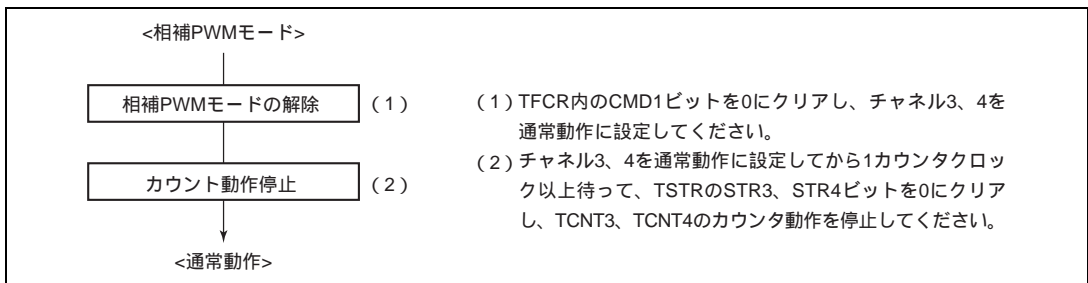 <相補PWMモード>
相補PWMモードの解除
(1)
カウント動作停止
(2)
<通常動作>
(1)TFCR内のCMD1ビットを0にクリアし、チャネル3、4を
通常動作に設定してください。
(2)チャネル3、4を通常動作に設定してから1カウンタクロッ
ク以上待って、TSTRのSTR3、STR4ビットを0にクリア
し、TCNT3、TCNT4のカウンタ動作を停止してください。